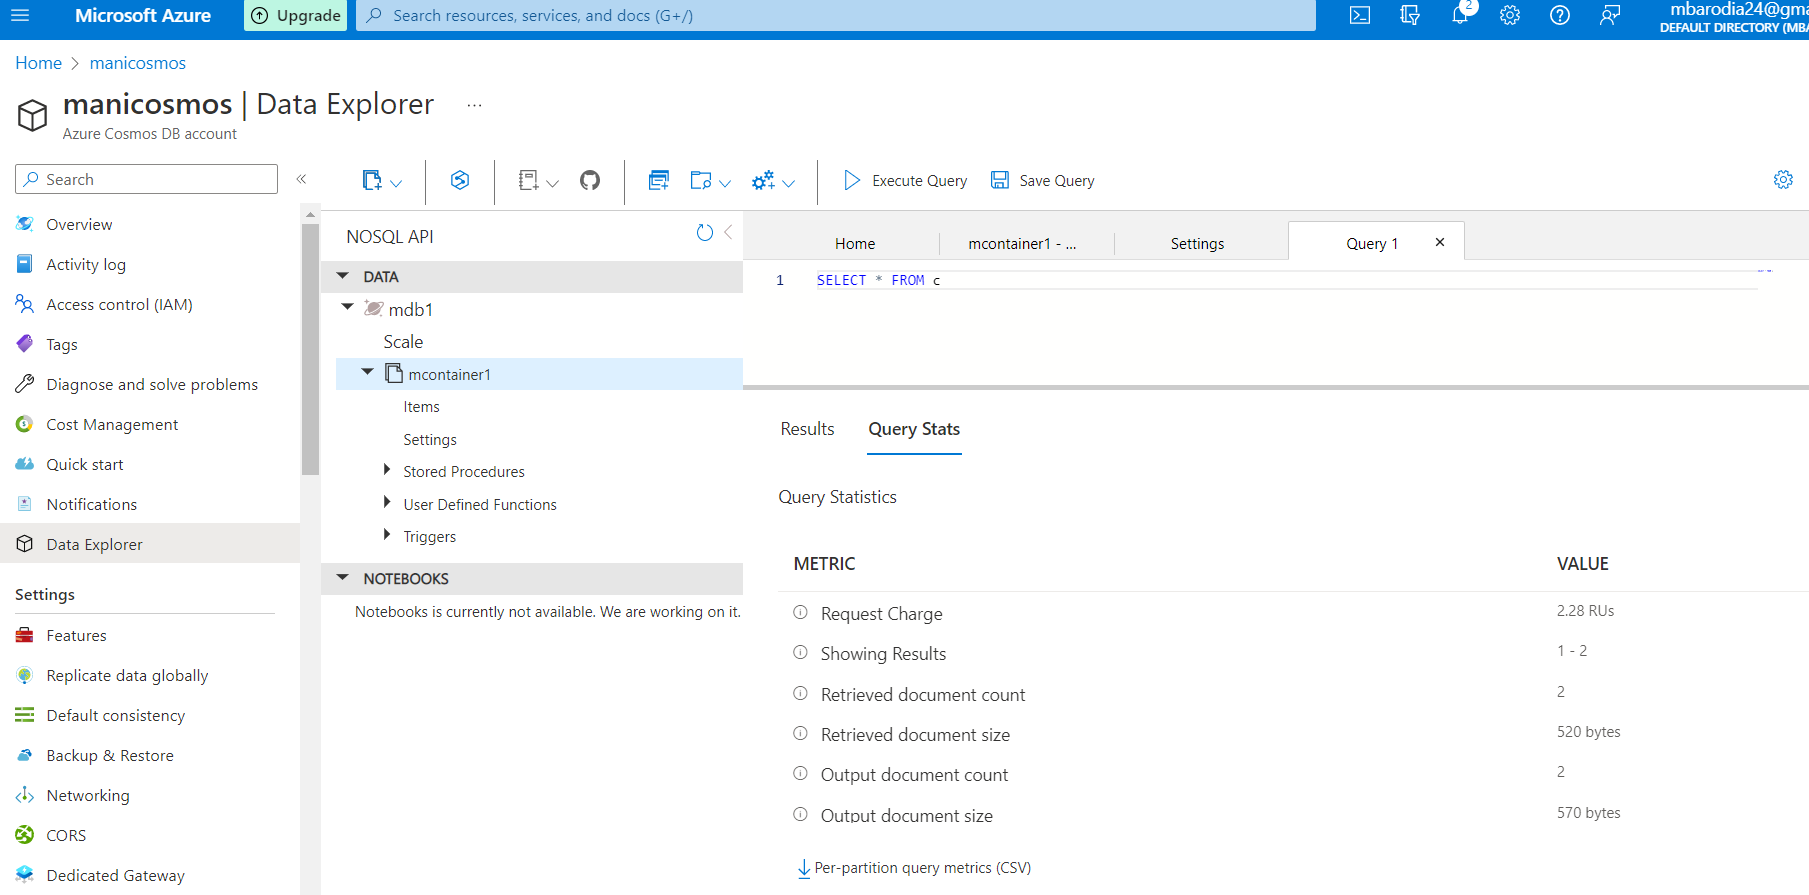 Microsoft Azure
Upgrade
Search resources, services, and docs (G+/)
2
mbarodia24@gma
DEFAULT DIRECTORY (MBA
Home > manicosmos
manicosmos | Data Explorer ...
Azure Cosmos DB account
Search
«
Overview
Activity log
Access control (IAM)
Tags
Diagnose and solve problems
Cost Management
Quick start
Notifications
Data Explorer
Settings
Features
Replicate data globally
Default consistency
Backup & Restore
Networking
CORS
Dedicated Gateway
Execute Query
Save Query
NOSQL API
DATA
mdb1
Scale
mcontainer1
Items
Settings
Stored Procedures
User Defined Functions
Triggers
NOTEBOOKS
Notebooks is currently not available. We are working on it.
Home
mcontainer1 - ...
Settings
Query 1
1 SELECT * FROM c
Results
Query Stats
Query Statistics
METRIC VALUE
Request Charge 2.28 RUs
Showing Results 1 - 2
Retrieved document count 2
Retrieved document size 520 bytes
Output document count 2
Output document size 570 bytes
Per-partition query metrics (CSV)